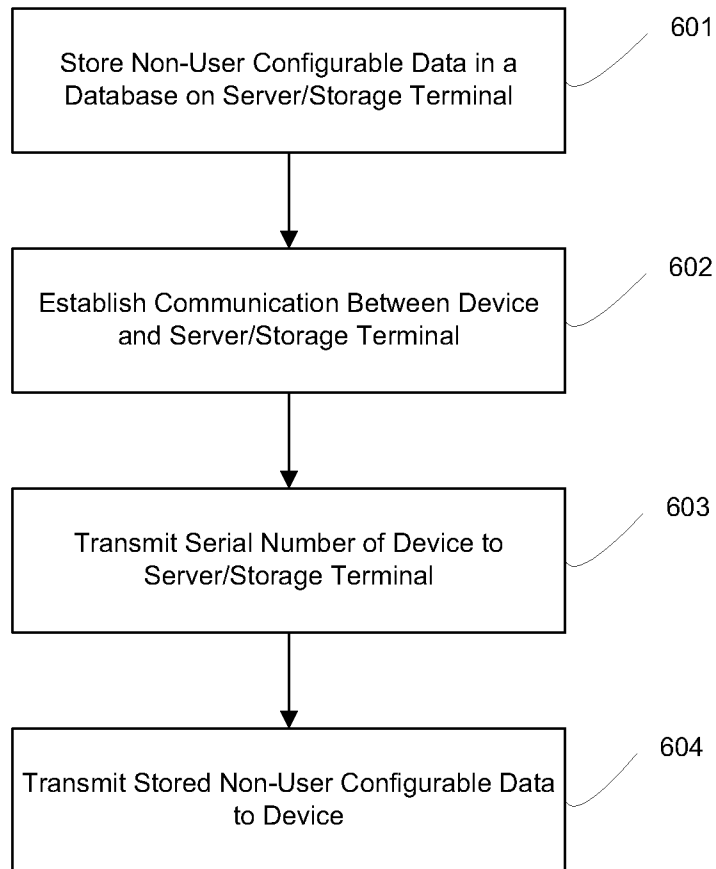 Store Non-User Configurable Data in a
Database on Server/Storage Terminal
601
Establish Communication Between Device
and Server/Storage Terminal
602
Transmit Serial Number of Device to
Server/Storage Terminal
603
Transmit Stored Non-User Configurable Data
to Device
604